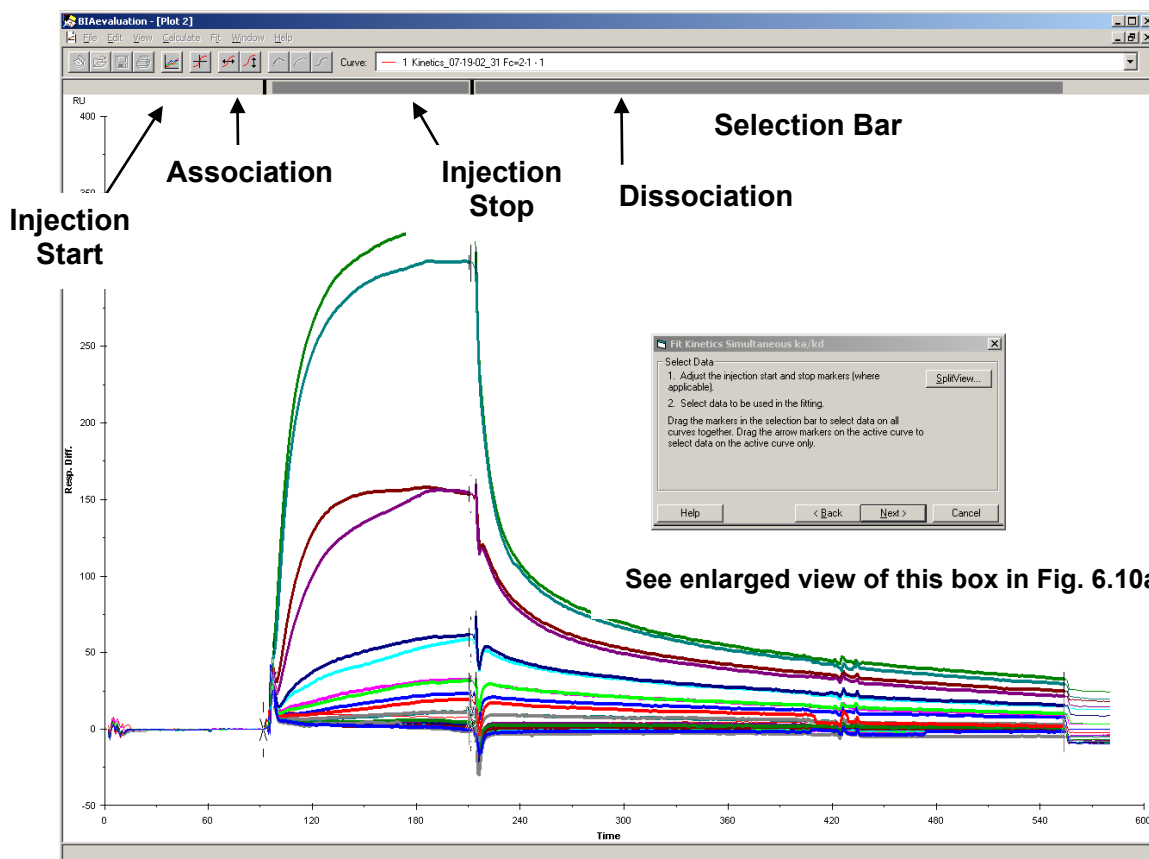 BIAevaluation - [Plot 2]
File Edit View Calculate Fit Window Help
Curve: 1 Kinetics_07-19-02_31 Fc=2-1 - 1
RU
400
Selection Bar
Association
Injection
Stop
Dissociation
350
Injection
Start
250
200
150
100
50
0
-50
Resp. Diff.
Fit Kinetics Simultaneous ka/kd
Select Data
1. Adjust the injection start and stop markers (where
applicable).
SplitView...
2. Select data to be used in the fitting.
Drag the markers in the selection bar to select data on all
curves together. Drag the arrow markers on the active curve to
select data on the active curve only.
Help < Back Next > Cancel
See enlarged view of this box in Fig. 6.10a
0 60 120 180 240 300 360 420 480 540 600
Time